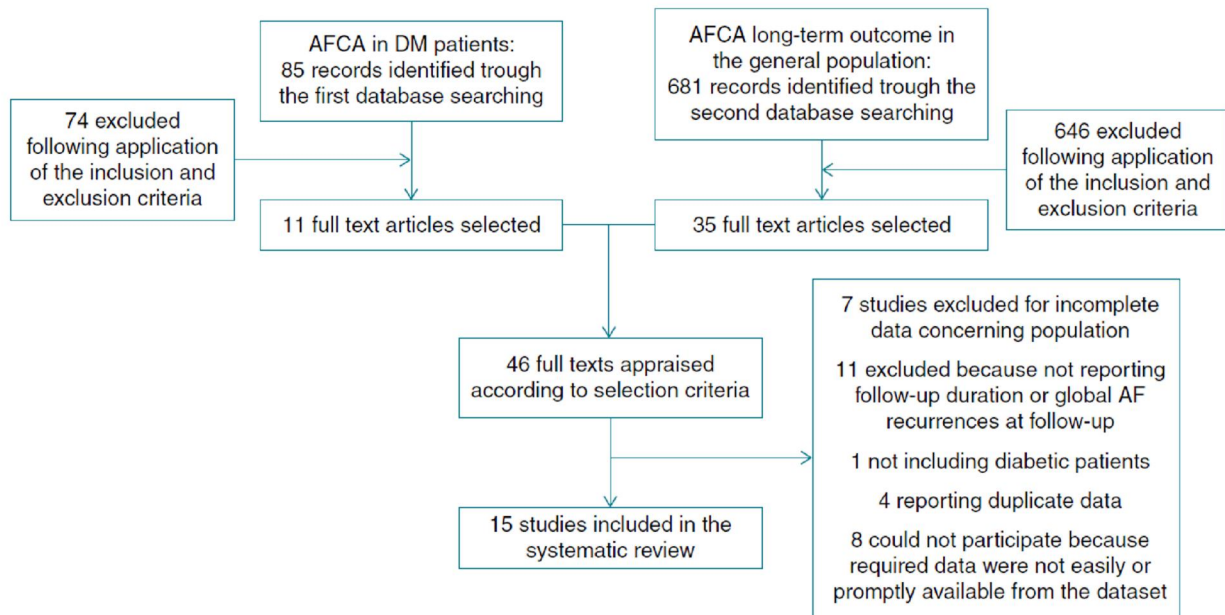 AFCA in DM patients:
85 records identified trough
the first database searching
AFCA long-term outcome in
the general population:
681 records identified trough the
second database searching
74 excluded
following application
of the inclusion and
exclusion criteria
646 excluded
following application
of the inclusion and
exclusion criteria
11 full text articles selected
35 full text articles selected
46 full texts appraised
according to selection criteria
7 studies excluded for incomplete
data concerning population
11 excluded because not reporting
follow-up duration or global AF
recurrences at follow-up
1 not including diabetic patients
4 reporting duplicate data
8 could not participate because
required data were not easily or
promptly available from the dataset
15 studies included in the
systematic review